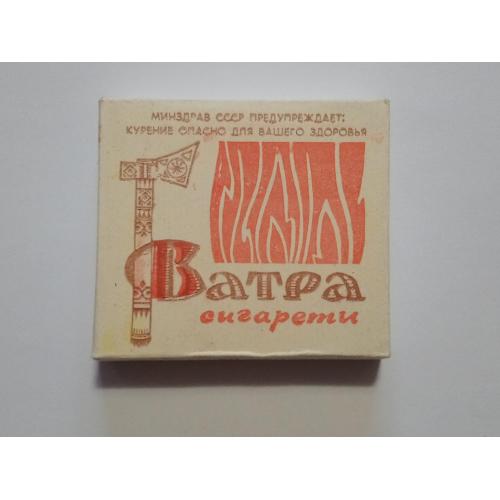 МИНЗДРАВ СССР ПРЕДУПРЕЖДАЕТ:
КУРЕНИЕ ОПАСНО ДЛЯ ВАШЕГО ЗДОРОВЬЯ
ВАТРА
сигарети